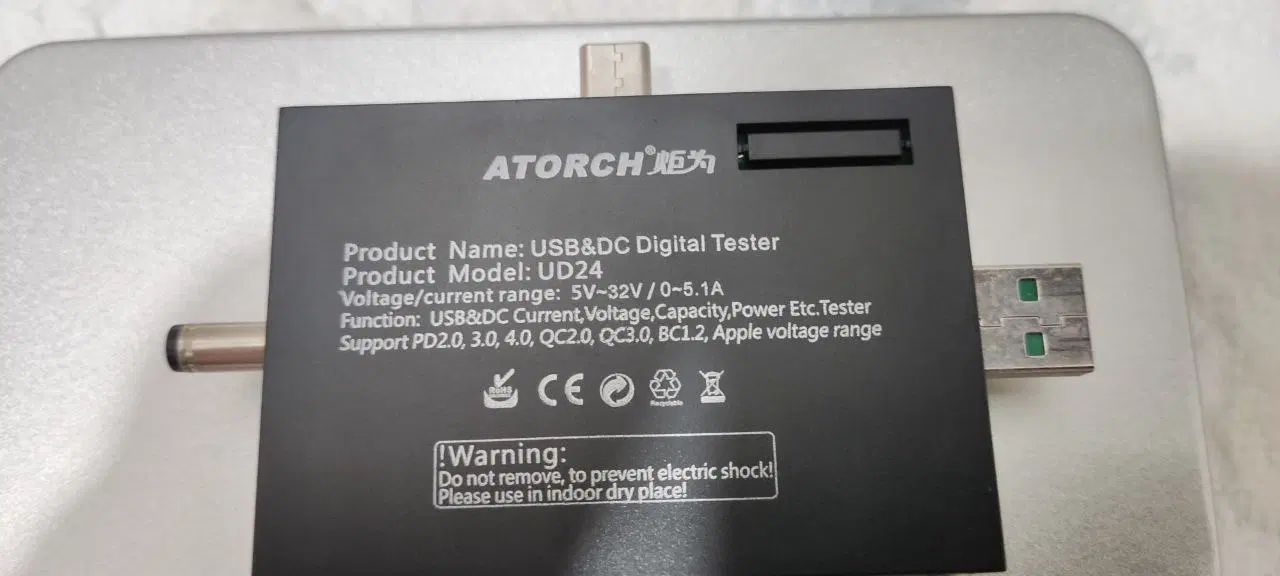 ATORCH®炬为
Product Name: USB&DC Digital Tester
Product Model: UD24
Voltage/current range: 5V~32V / 0~5.1A
Function: USB&DC Current,Voltage,Capacity,Power Etc.Tester
Support PD2.0, 3.0, 4.0, QC2.0, QC3.0, BC1.2, Apple voltage range
RoHS CE Recyclable
!Warning:
Do not remove, to prevent electric shock!
Please use in indoor dry place!